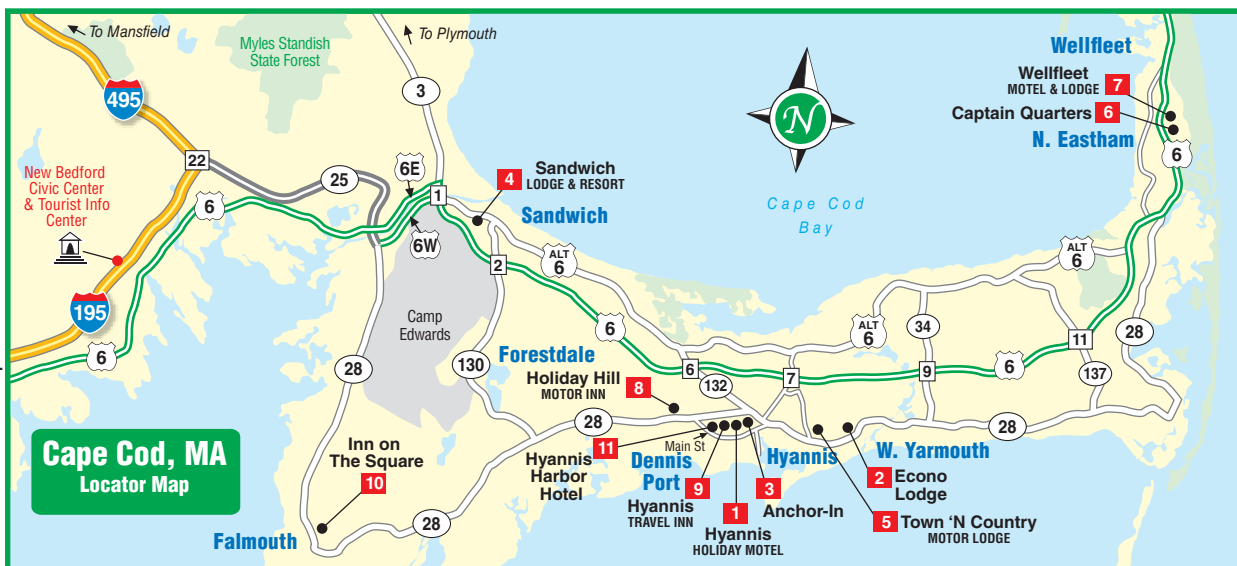 To Mansfield
To Plymouth
Myles Standish
State Forest
495
3
22
25
6E
1
6W
New Bedford
Civic Center
& Tourist Info
Center
6
195
6
4
Sandwich
LODGE & RESORT
Sandwich
2
ALT
6
Camp
Edwards
N
Cape Cod
Bay
Wellfleet
Wellfleet
MOTEL & LODGE
7
Captain Quarters
6
N. Eastham
6
ALT
6
ALT
6
34
28
11
6
6
7
9
6
137
132
28
130
Forestdale
Holiday Hill
MOTOR INN
8
28
28
Main St
11
Hyannis
Harbor
Hotel
Dennis
Port
9
Hyannis
TRAVEL INN
1
Hyannis
HOLIDAY MOTEL
Hyannis
3
Anchor-In
W. Yarmouth
2
Econo
Lodge
5
Town 'N Country
MOTOR LODGE
Cape Cod, MA
Locator Map
Inn on
The Square
10
28
Falmouth